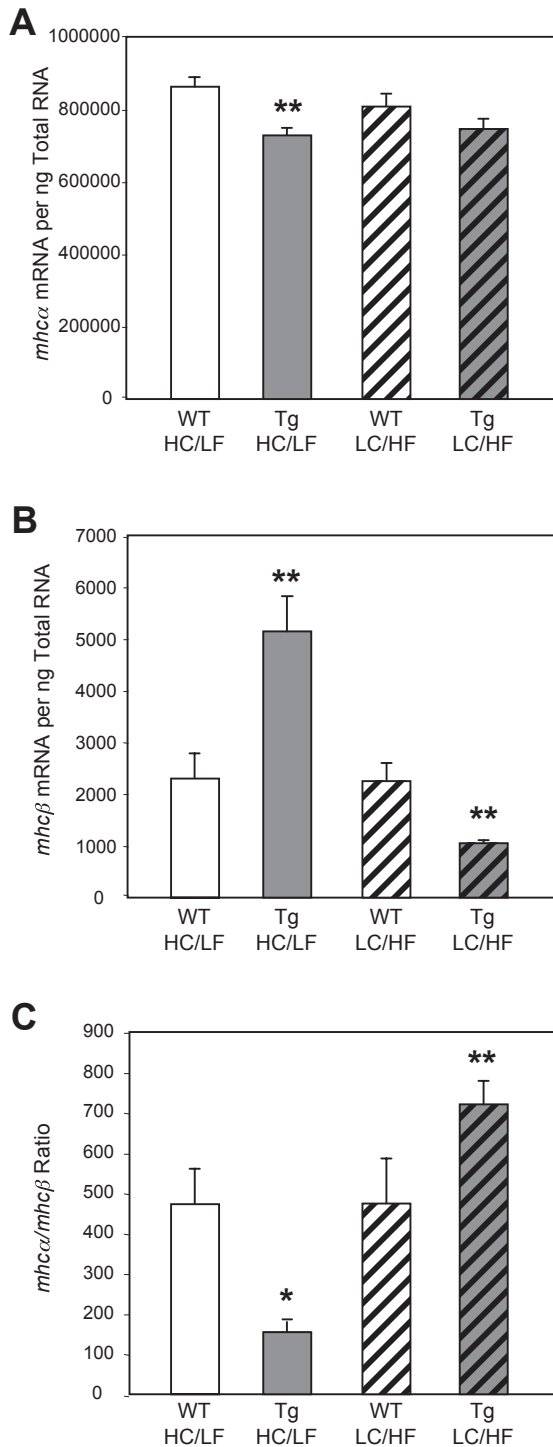 A
mhcα mRNA per ng Total RNA
1000000
800000
600000
400000
200000
0
**
WT
HC/LF
Tg
HC/LF
WT
LC/HF
Tg
LC/HF
B
mhcβ mRNA per ng Total RNA
7000
6000
5000
4000
3000
2000
1000
0
**
**
WT
HC/LF
Tg
HC/LF
WT
LC/HF
Tg
LC/HF
C
mhcα/mhcβ Ratio
900
800
700
600
500
400
300
200
100
0
*
**
WT
HC/LF
Tg
HC/LF
WT
LC/HF
Tg
LC/HF